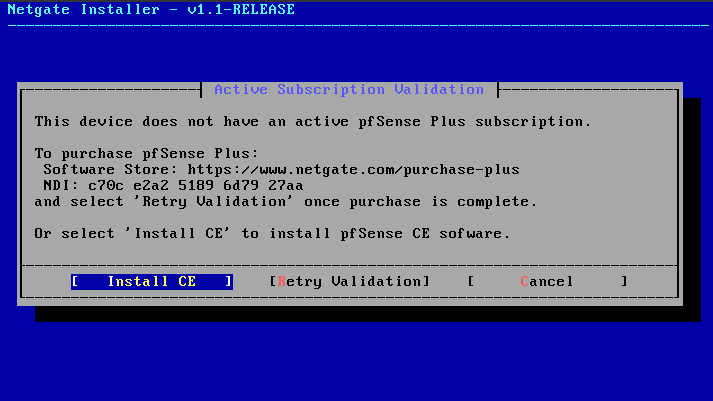 Netgate Installer - v1.1-RELEASE
Active Subscription Validation
This device does not have an active pfSense Plus subscription.
To purchase pfSense Plus:
Software Store: https://www.netgate.com/purchase-plus
NDI: c70c e2a2 5189 6d79 27aa
and select 'Retry Validation' once purchase is complete.
Or select 'Install CE' to install pfSense CE sofware.
[ Install CE ] [Retry Validation] [ Cancel ]